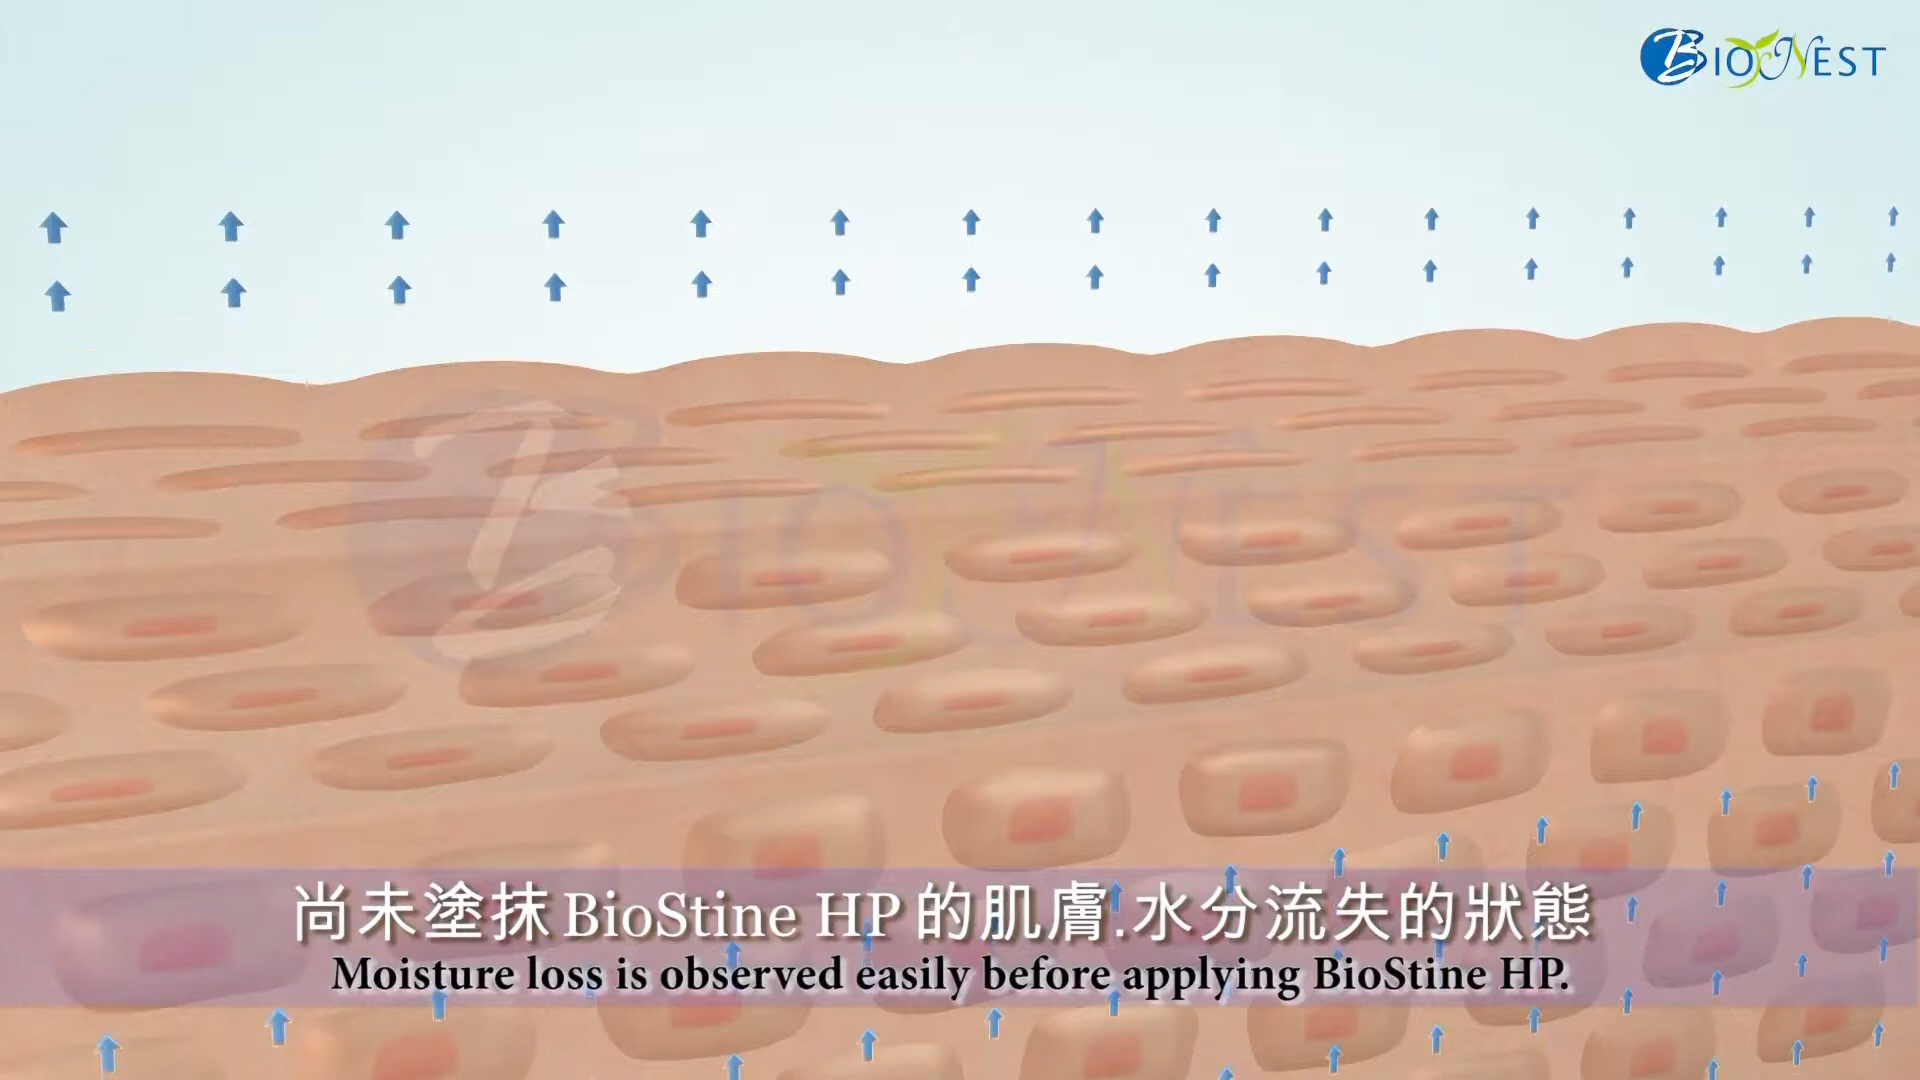 BIONEST
BIONEST
尚未塗抹BioStine HP的肌膚.水分流失的狀態
Moisture loss is observed easily before applying BioStine HP.